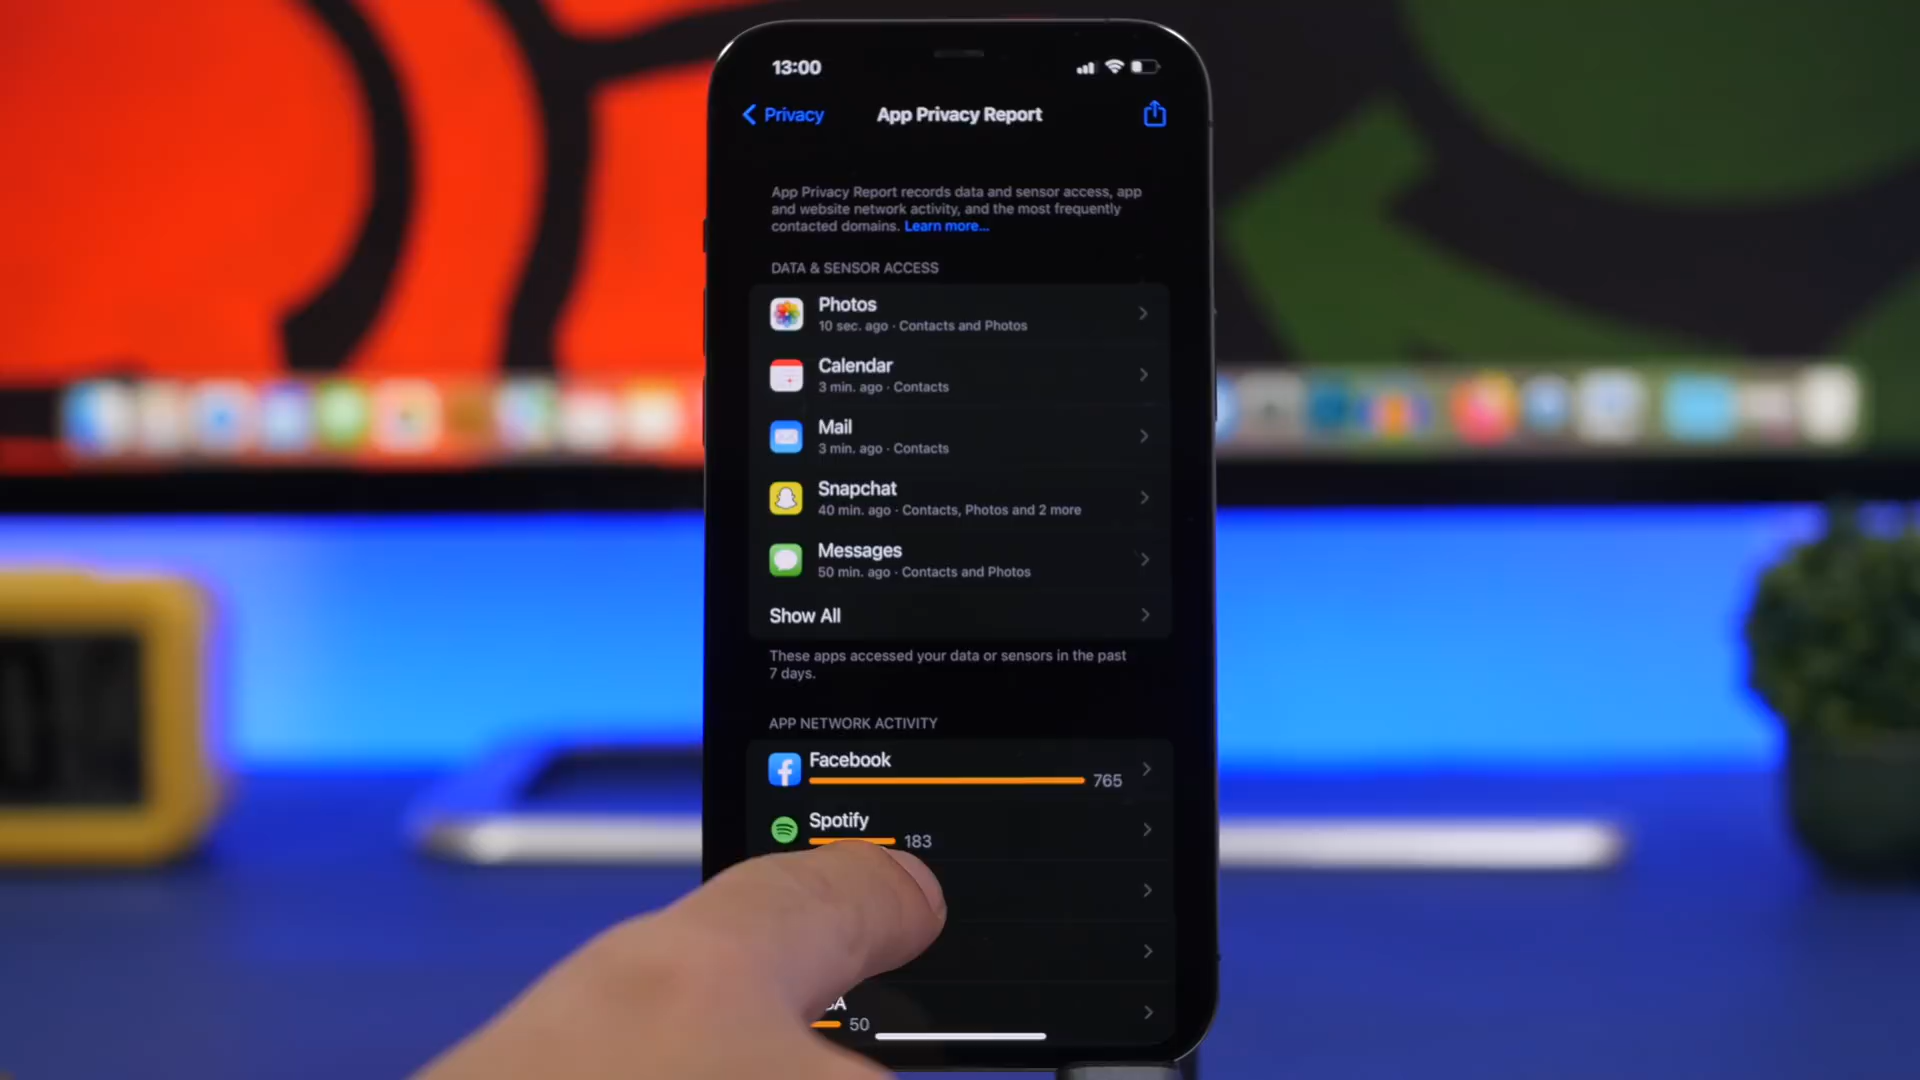 13:00
Privacy
App Privacy Report
App Privacy Report records data and sensor access, app
and website network activity, and the most frequently
contacted domains. Learn more...
DATA & SENSOR ACCESS
Photos
10 sec. ago · Contacts and Photos
Calendar
3 min. ago · Contacts
Mail
3 min. ago · Contacts
Snapchat
40 min. ago · Contacts, Photos and 2 more
Messages
50 min. ago · Contacts and Photos
Show All
These apps accessed your data or sensors in the past
7 days.
APP NETWORK ACTIVITY
Facebook
765
Spotify
183
50